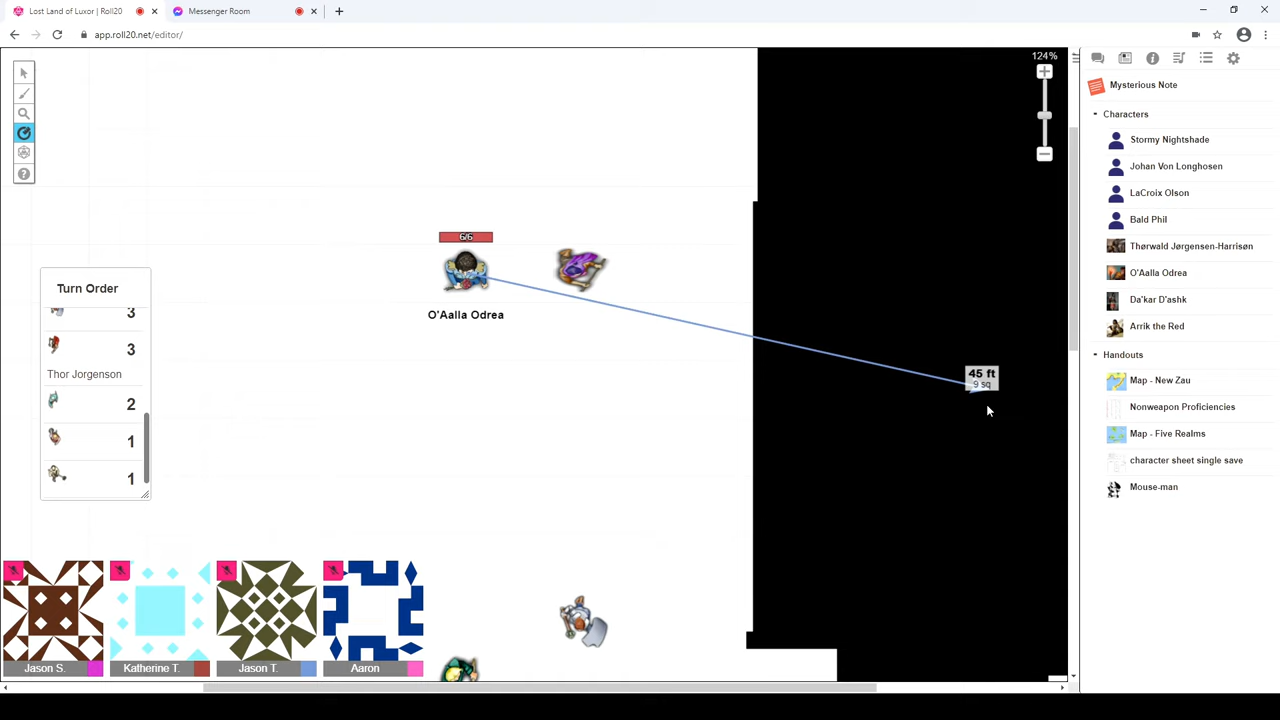 Lost Land of Luxor | Roll20
Messenger Room
app.roll20.net/editor/
124%
Mysterious Note
Characters
Stormy Nightshade
Johan Von Longhosen
LaCroix Olson
Bald Phil
Thørwald Jørgensen-Harrisøn
O'Aalla Odrea
Da'kar D'ashk
Arrik the Red
Handouts
Map - New Zau
Nonweapon Proficiencies
Map - Five Realms
character sheet single save
Mouse-man
6/6
O'Aalla Odrea
45 ft
9 sq
Turn Order
3
3
Thor Jorgenson
2
1
1
Jason S.
Katherine T.
Jason T.
Aaron